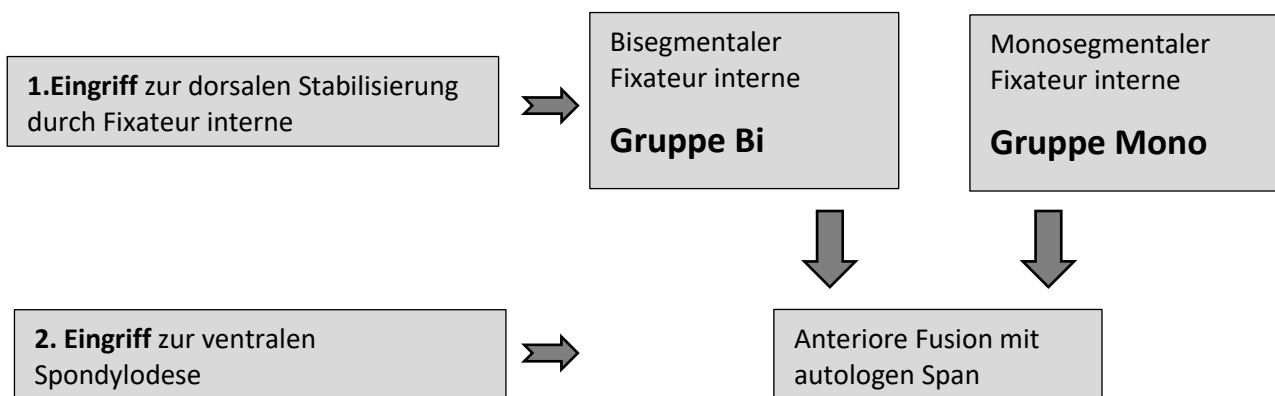 1.Eingriff zur dorsalen Stabilisierung
durch Fixateur interne
Bisegmentaler
Fixateur interne
Gruppe Bi
Monosegmentaler
Fixateur interne
Gruppe Mono
2. Eingriff zur ventralen
Spondylodese
Anteriore Fusion mit
autologen Span